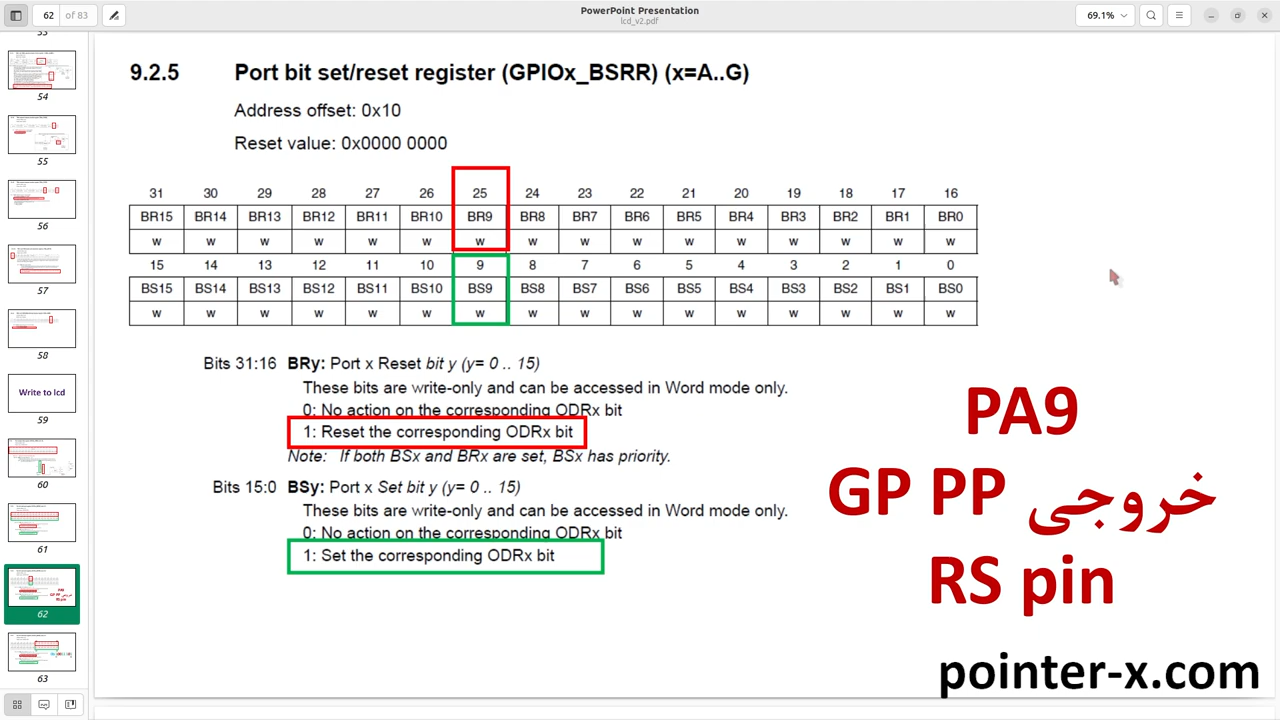 62 of 83
PowerPoint Presentation
lcd_v2.pdf
69.1%
54
55
56
57
58
Write to lcd
59
60
61
62
63
9.2.5 Port bit set/reset register (GPIOx_BSRR) (x=A..G)
Address offset: 0x10
Reset value: 0x0000 0000
31 30 29 28 27 26 25 24 23 22 21 20 19 18 17 16
BR15 BR14 BR13 BR12 BR11 BR10 BR9 BR8 BR7 BR6 BR5 BR4 BR3 BR2 BR1 BR0
w w w w w w w w w w w w w w w w
15 14 13 12 11 10 9 8 7 6 5 4 3 2 1 0
BS15 BS14 BS13 BS12 BS11 BS10 BS9 BS8 BS7 BS6 BS5 BS4 BS3 BS2 BS1 BS0
w w w w w w w w w w w w w w w w
Bits 31:16 BRy: Port x Reset bit y (y= 0 .. 15)
These bits are write-only and can be accessed in Word mode only.
0: No action on the corresponding ODRx bit
1: Reset the corresponding ODRx bit
Note: If both BSx and BRx are set, BSx has priority.
Bits 15:0 BSy: Port x Set bit y (y= 0 .. 15)
These bits are write-only and can be accessed in Word mode only.
0: No action on the corresponding ODRx bit
1: Set the corresponding ODRx bit
PA9
خروجی GP PP
RS pin
pointer-x.com